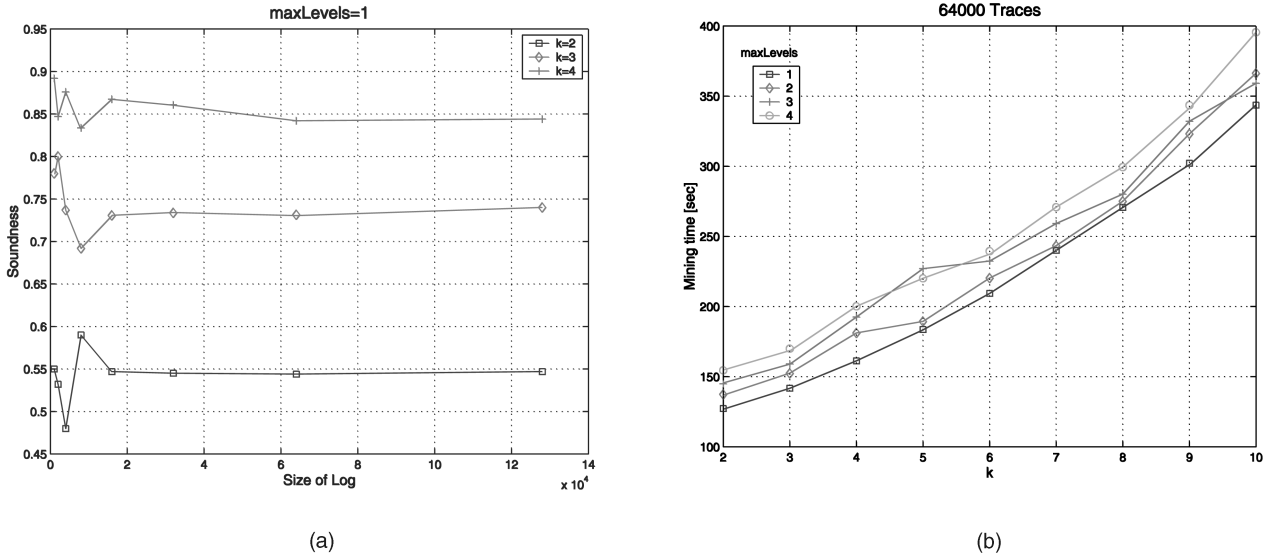 maxLevels=1
0.95
0.9
0.85
0.8
0.75
0.7
0.65
0.6
0.55
0.5
0.45
Soundness
k=2
k=3
k=4
0 2 4 6 8 10 12 14
Size of Log
x 10⁴
(a)
64000 Traces
400
350
300
250
200
150
100
Mining time [sec]
maxLevels
1
2
3
4
2 3 4 5 6 7 8 9 10
k
(b)